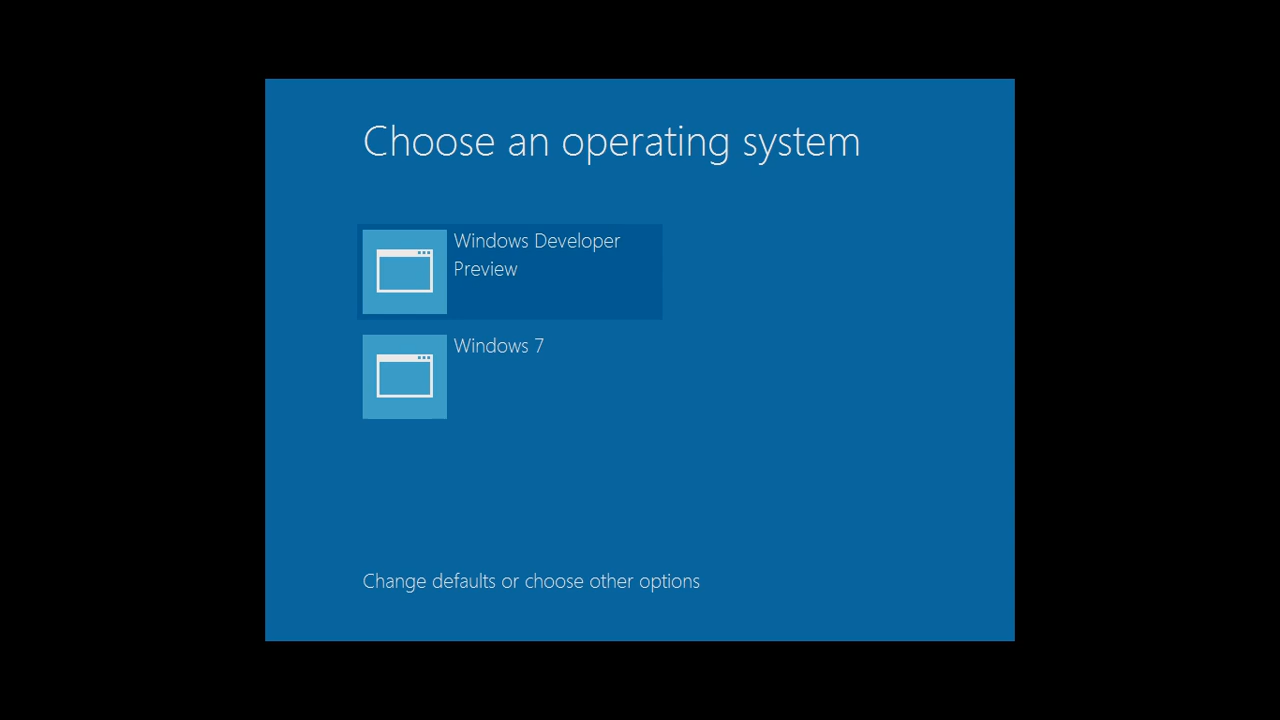 Choose an operating system
Windows Developer
Preview
Windows 7
Change defaults or choose other options